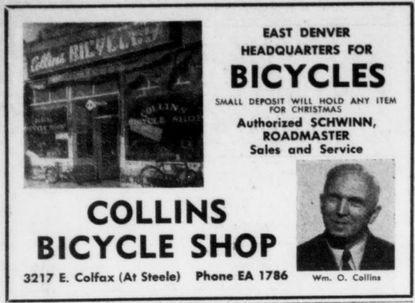 Collins BICYCLES
COLLINS
BICYCLE SHOP
EAST DENVER
HEADQUARTERS FOR
BICYCLES
SMALL DEPOSIT WILL HOLD ANY ITEM
FOR CHRISTMAS
Authorized SCHWINN,
ROADMASTER
Sales and Service
COLLINS
BICYCLE SHOP
3217 E. Colfax (At Steele) Phone EA 1786
Wm. O. Collins